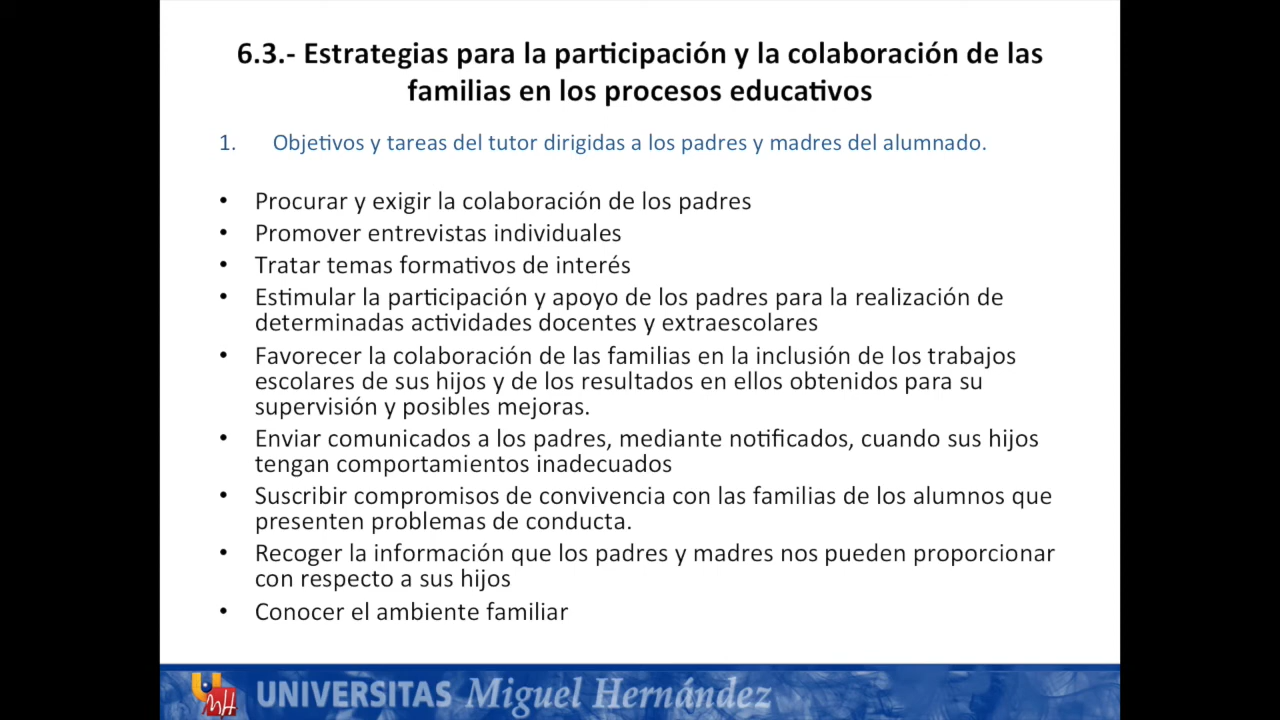 6.3.- Estrategias para la participación y la colaboración de las
familias en los procesos educativos
1. Objetivos y tareas del tutor dirigidas a los padres y madres del alumnado.
• Procurar y exigir la colaboración de los padres
• Promover entrevistas individuales
• Tratar temas formativos de interés
• Estimular la participación y apoyo de los padres para la realización de
determinadas actividades docentes y extraescolares
• Favorecer la colaboración de las familias en la inclusión de los trabajos
escolares de sus hijos y de los resultados en ellos obtenidos para su
supervisión y posibles mejoras.
• Enviar comunicados a los padres, mediante notificados, cuando sus hijos
tengan comportamientos inadecuados
• Suscribir compromisos de convivencia con las familias de los alumnos que
presenten problemas de conducta.
• Recoger la información que los padres y madres nos pueden proporcionar
con respecto a sus hijos
• Conocer el ambiente familiar
UMH UNIVERSITAS Miguel Hernández